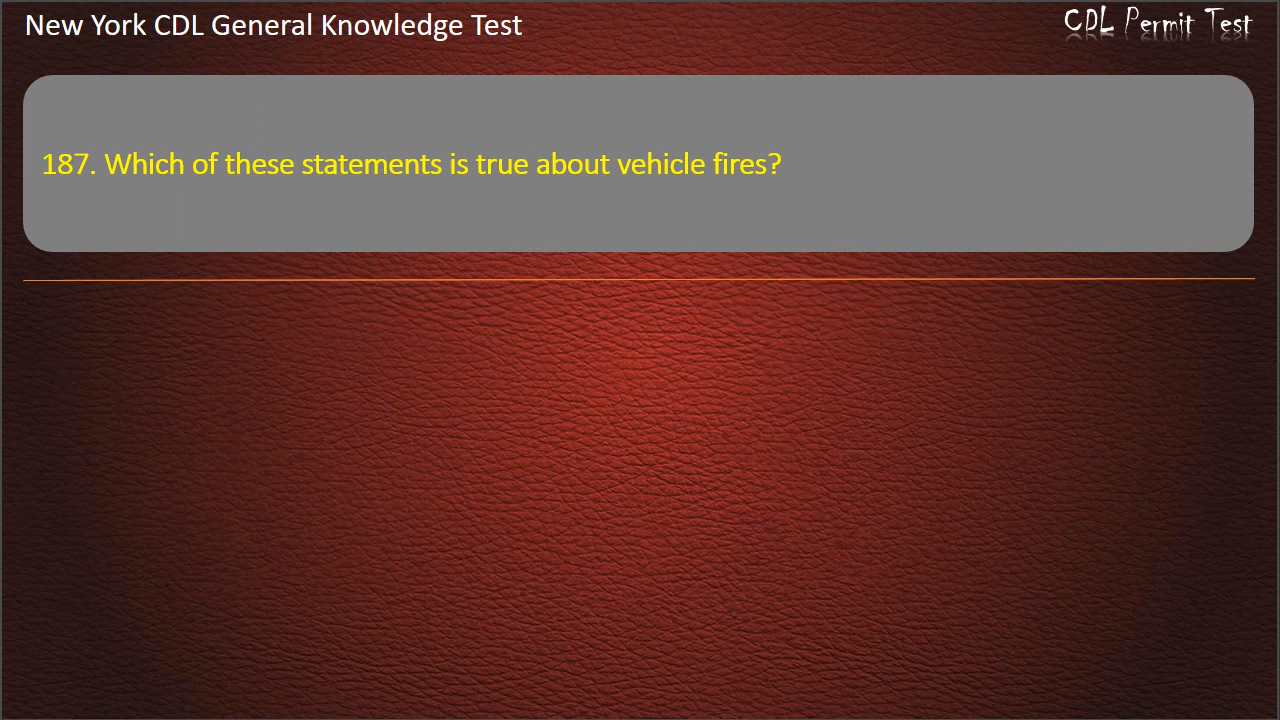 New York CDL General Knowledge Test
CDL Permit Test
187. Which of these statements is true about vehicle fires?